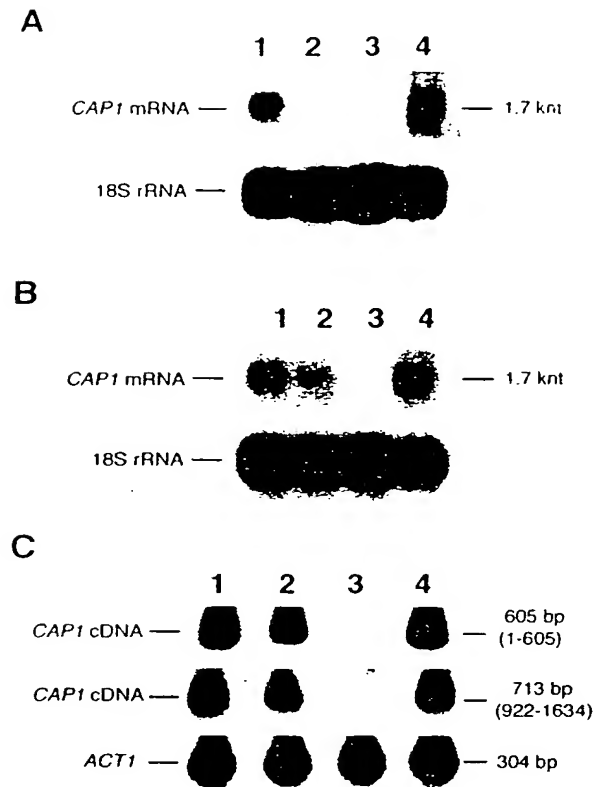 A
1 2 3 4
CAP1 mRNA 1.7 knt
18S rRNA
B
1 2 3 4
CAP1 mRNA 1.7 knt
18S rRNA
C
1 2 3 4
CAP1 cDNA 605 bp
(1-605)
CAP1 cDNA 713 bp
(922-1634)
ACT1 304 bp